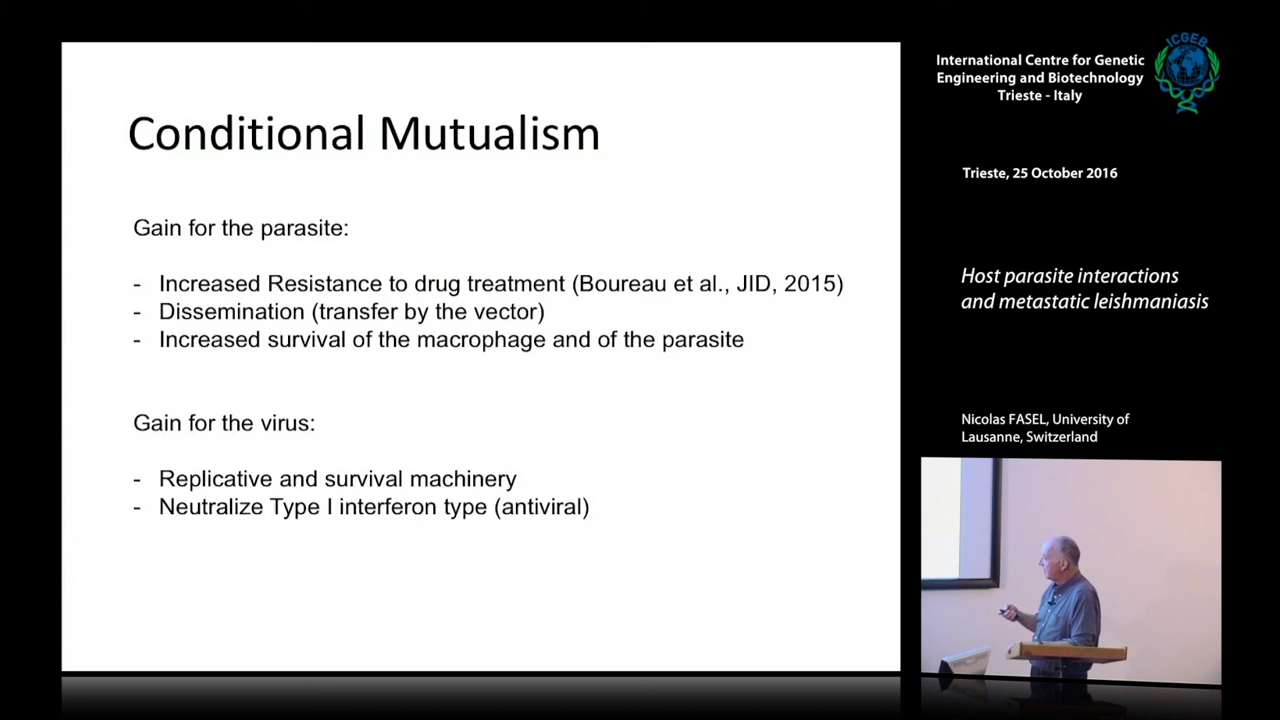 Conditional Mutualism
Gain for the parasite:
- Increased Resistance to drug treatment (Boureau et al., JID, 2015)
- Dissemination (transfer by the vector)
- Increased survival of the macrophage and of the parasite
Gain for the virus:
- Replicative and survival machinery
- Neutralize Type I interferon type (antiviral)
International Centre for Genetic
Engineering and Biotechnology
Trieste - Italy
ICGEB
Trieste, 25 October 2016
Host parasite interactions
and metastatic leishmaniasis
Nicolas FASEL, University of
Lausanne, Switzerland